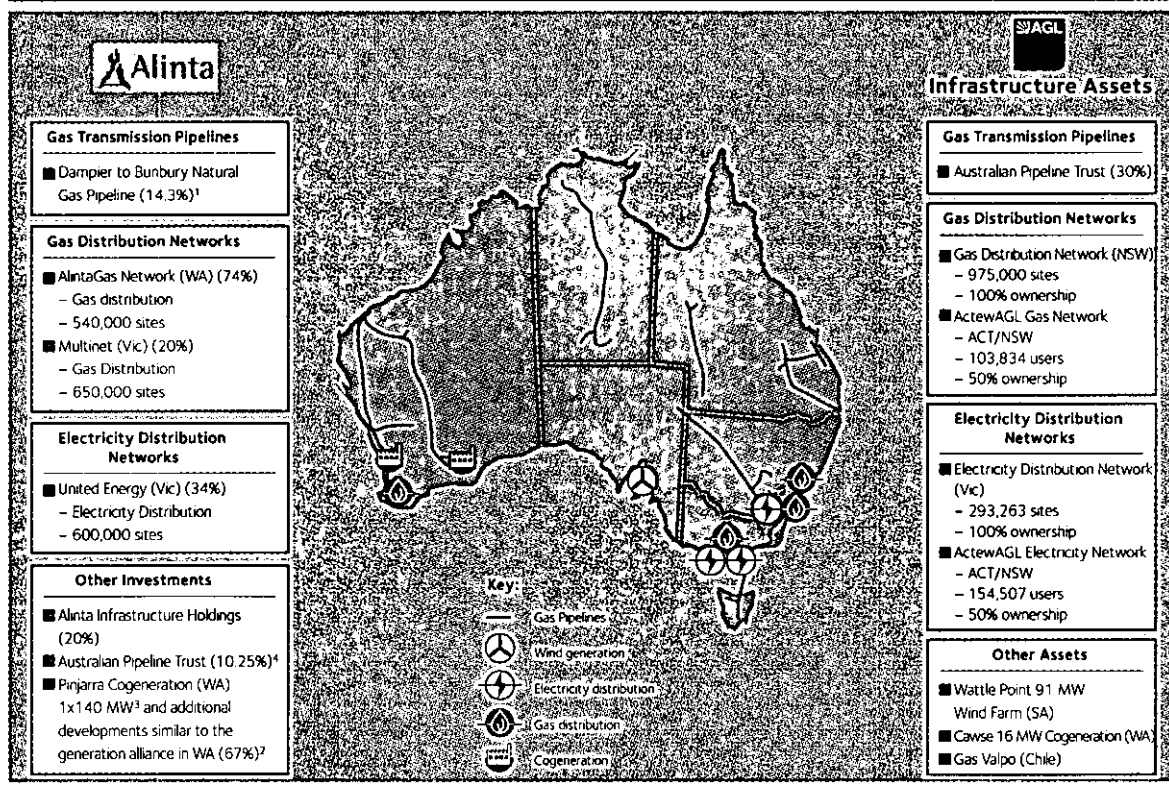 Alinta
Gas Transmission Pipelines
Dampier to Bunbury Natural
Gas Pipeline (14.3%)¹
Gas Distribution Networks
AlintaGas Network (WA) (74%)
– Gas distribution
– 540,000 sites
Multinet (Vic) (20%)
– Gas Distribution
– 650,000 sites
Electricity Distribution
Networks
United Energy (Vic) (34%)
– Electricity Distribution
– 600,000 sites
Other Investments
Alinta Infrastructure Holdings
(20%)
Australian Pipeline Trust (10.25%)⁴
Pinjarra Cogeneration (WA)
1x140 MW³ and additional
developments similar to the
generation alliance in WA (67%)²
Key:
Gas Pipelines
Wind generation
Electricity distribution
Gas distribution
Cogeneration
AGL
Infrastructure Assets
Gas Transmission Pipelines
Australian Pipeline Trust (30%)
Gas Distribution Networks
Gas Distribution Network (NSW)
– 975,000 sites
– 100% ownership
ActewAGL Gas Network
– ACT/NSW
– 103,834 users
– 50% ownership
Electricity Distribution
Networks
Electricity Distribution Network
(Vic)
– 293,263 sites
– 100% ownership
ActewAGL Electricity Network
– ACT/NSW
– 154,507 users
– 50% ownership
Other Assets
Wattle Point 91 MW
Wind Farm (SA)
Cawse 16 MW Cogeneration (WA)
Gas Valpo (Chile)